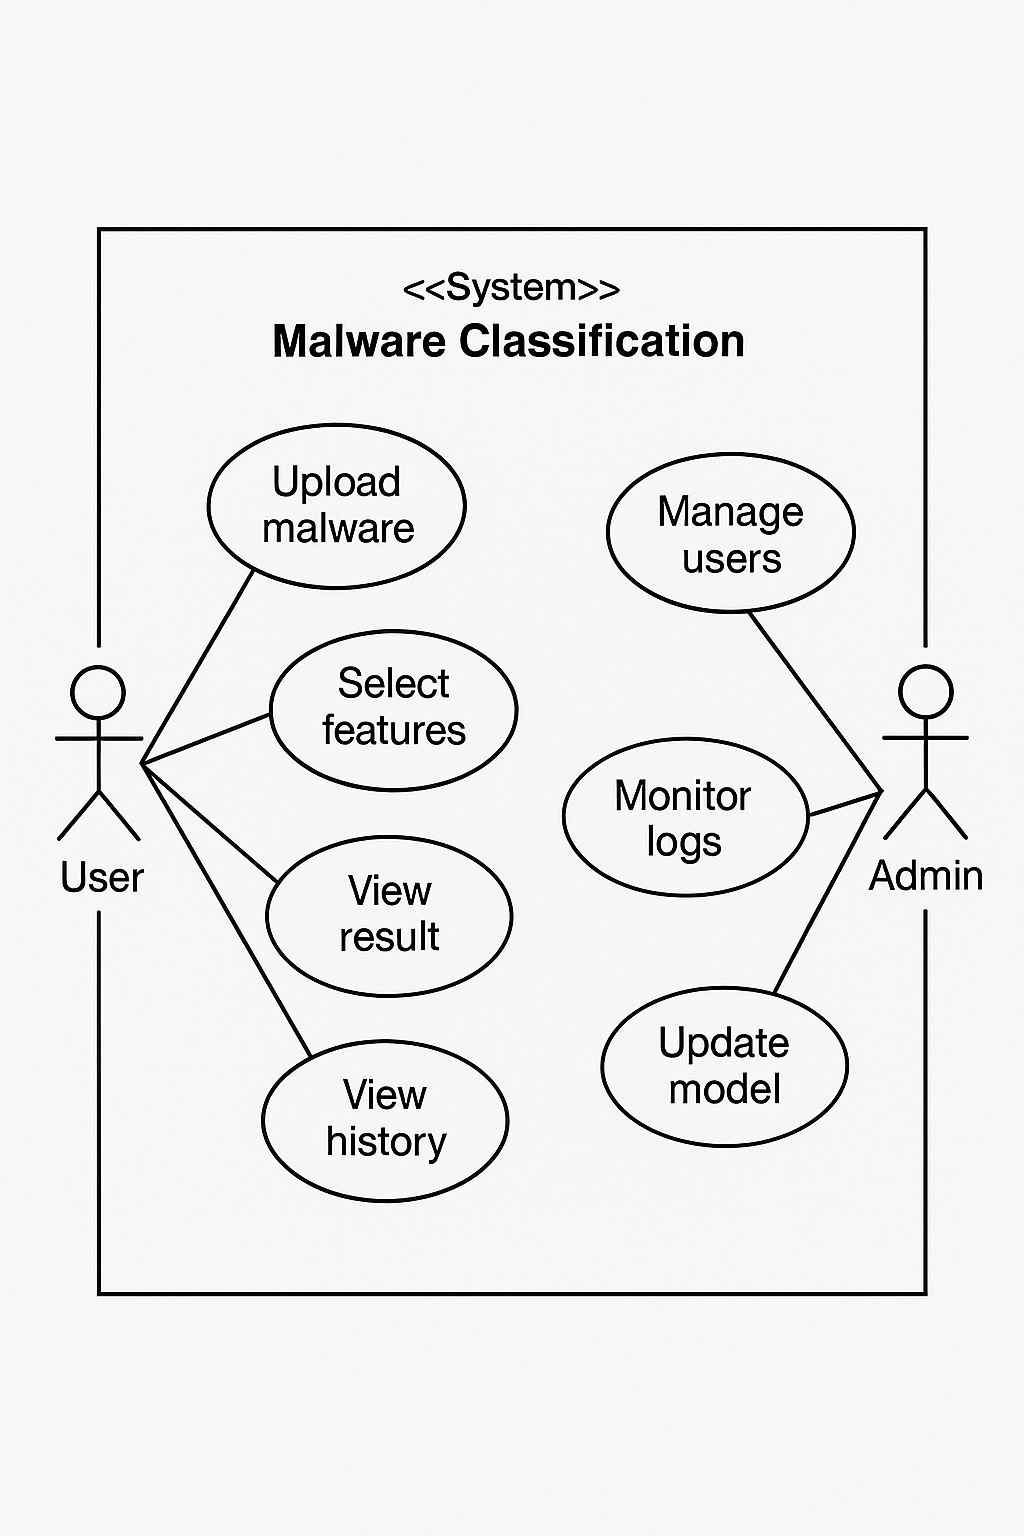 <<System>>
Malware Classification
Upload
malware
Select
features
View
result
View
history
Manage
users
Monitor
logs
Update
model
User
Admin